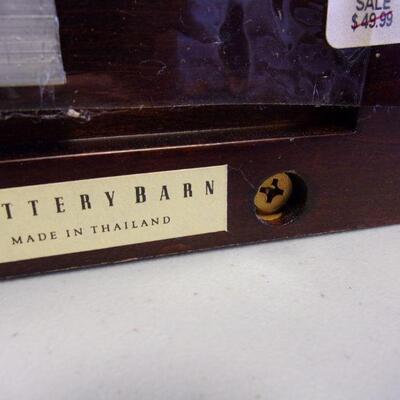 SALE
$49.99
TTERY BARN
MADE IN THAILAND